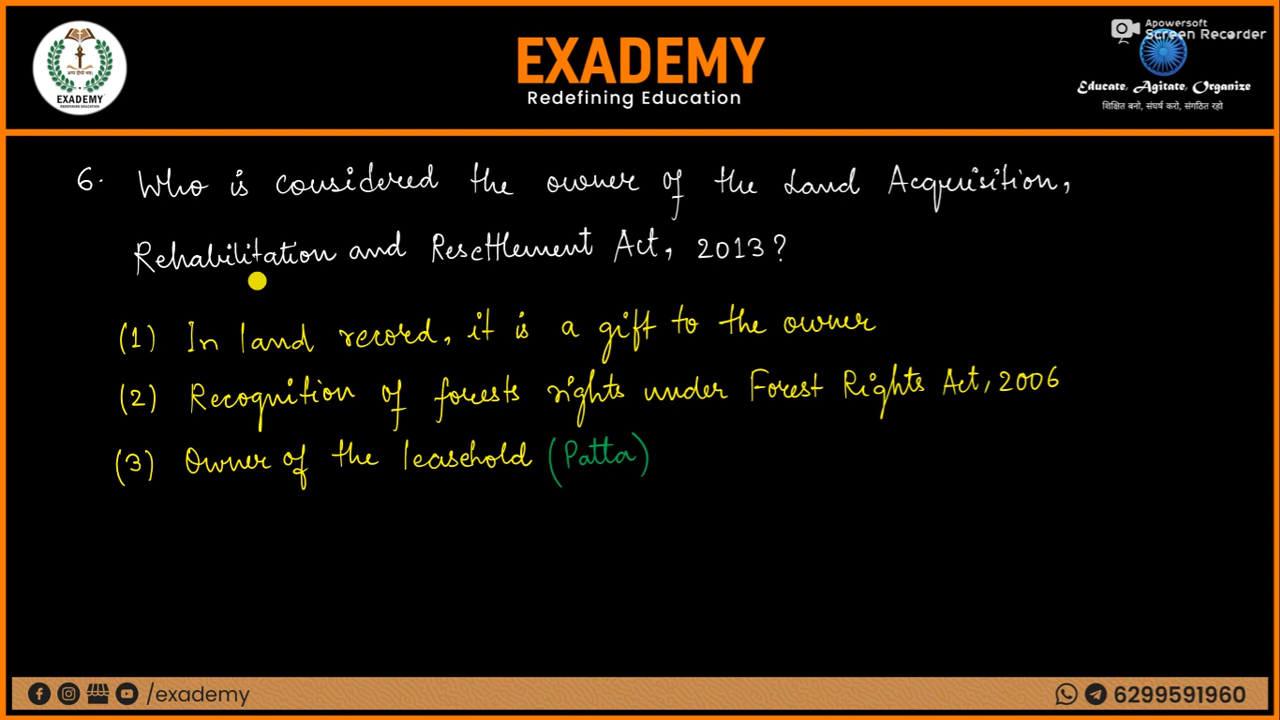 EXADEMY
Redefining Education
EXADEMY
REDEFINING EDUCATION
Apowersoft
Screen Recorder
Educate, Agitate, Organize
शिक्षित बनो, संघर्ष करो, संगठित रहो
6. Who is considered the owner of the Land Acquisition,
Rehabilitation and Resettlement Act, 2013?
(1) In land record, it is a gift to the owner
(2) Recognition of forests rights under Forest Rights Act, 2006
(3) Owner of the leasehold (Patta)
/exademy
6299591960